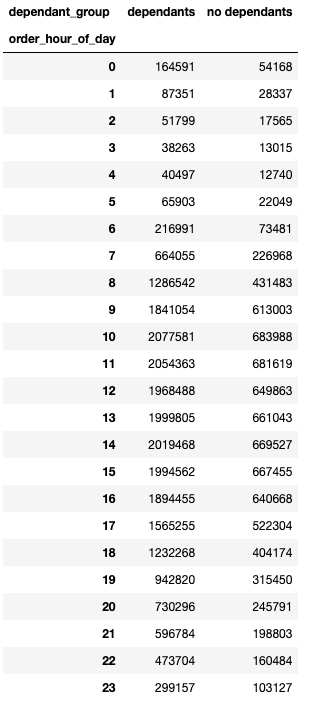 dependant_group dependants no dependants
order_hour_of_day
0 164591 54168
1 87351 28337
2 51799 17565
3 38263 13015
4 40497 12740
5 65903 22049
6 216991 73481
7 664055 226968
8 1286542 431483
9 1841054 613003
10 2077581 683988
11 2054363 681619
12 1968488 649863
13 1999805 661043
14 2019468 669527
15 1994562 667455
16 1894455 640668
17 1565255 522304
18 1232268 404174
19 942820 315450
20 730296 245791
21 596784 198803
22 473704 160484
23 299157 103127